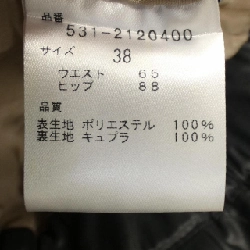 品番
531-2120400
サイズ
38
ウエスト 65
ヒップ 88
品質
表生地 ポリエステル 100%
裏生地 キュプラ 100%